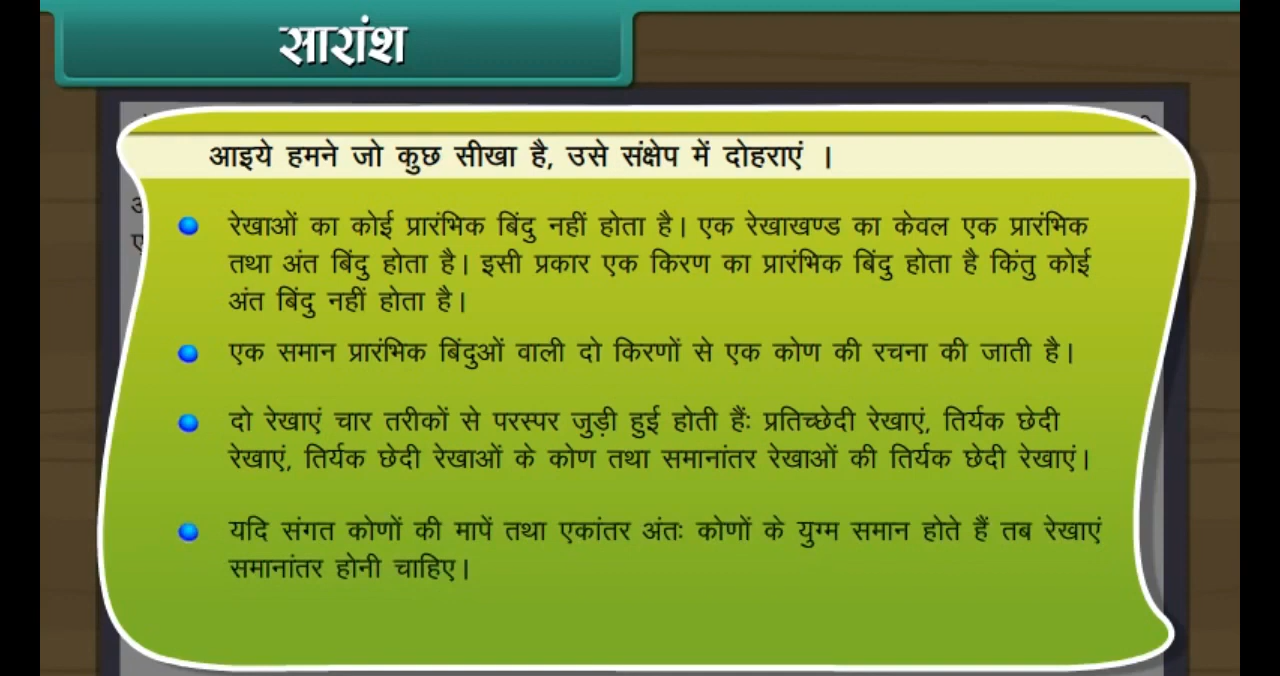 सारांश
आइये हमने जो कुछ सीखा है, उसे संक्षेप में दोहराएं ।
रेखाओं का कोई प्रारंभिक बिंदु नहीं होता है। एक रेखाखण्ड का केवल एक प्रारंभिक
तथा अंत बिंदु होता है। इसी प्रकार एक किरण का प्रारंभिक बिंदु होता है किंतु कोई
अंत बिंदु नहीं होता है।
एक समान प्रारंभिक बिंदुओं वाली दो किरणों से एक कोण की रचना की जाती है।
दो रेखाएं चार तरीकों से परस्पर जुड़ी हुई होती हैंः प्रतिच्छेदी रेखाएं, तिर्यक छेदी
रेखाएं, तिर्यक छेदी रेखाओं के कोण तथा समानांतर रेखाओं की तिर्यक छेदी रेखाएं।
यदि संगत कोणों की मापें तथा एकांतर अंतः कोणों के युग्म समान होते हैं तब रेखाएं
समानांतर होनी चाहिए।